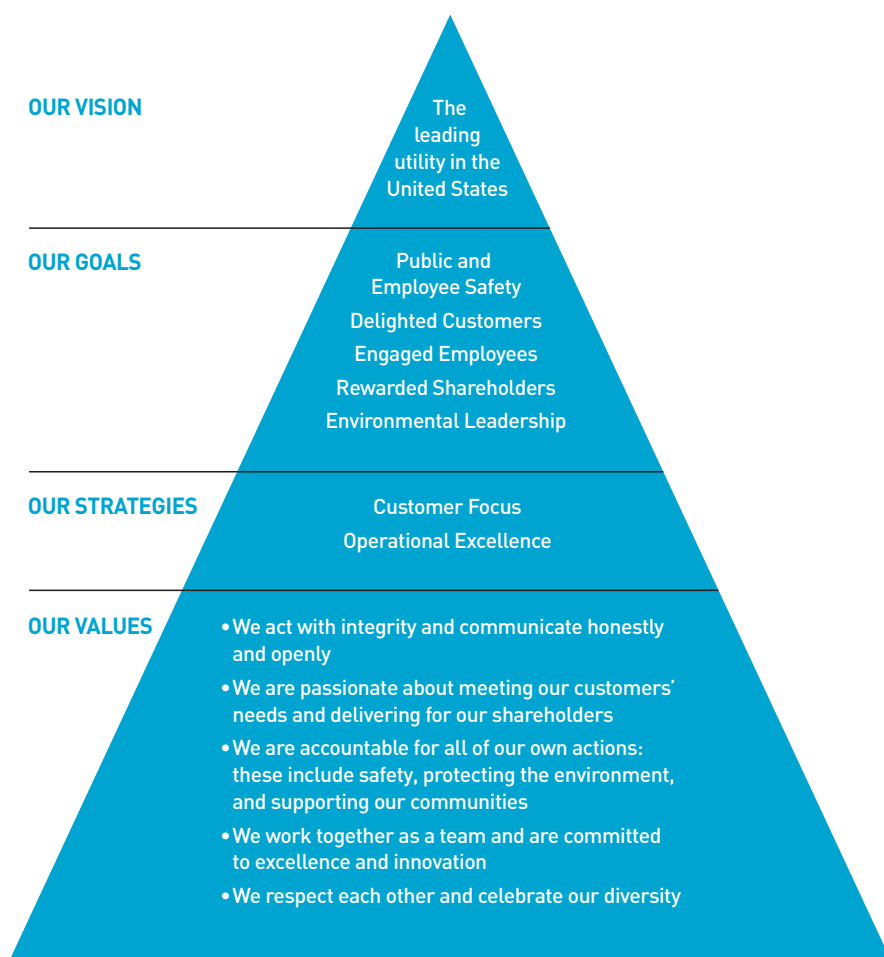 OUR VISION
The
leading
utility in the
United States
OUR GOALS
Public and
Employee Safety
Delighted Customers
Engaged Employees
Rewarded Shareholders
Environmental Leadership
OUR STRATEGIES
Customer Focus
Operational Excellence
OUR VALUES
• We act with integrity and communicate honestly
and openly
• We are passionate about meeting our customers’
needs and delivering for our shareholders
• We are accountable for all of our own actions:
these include safety, protecting the environment,
and supporting our communities
• We work together as a team and are committed
to excellence and innovation
• We respect each other and celebrate our diversity